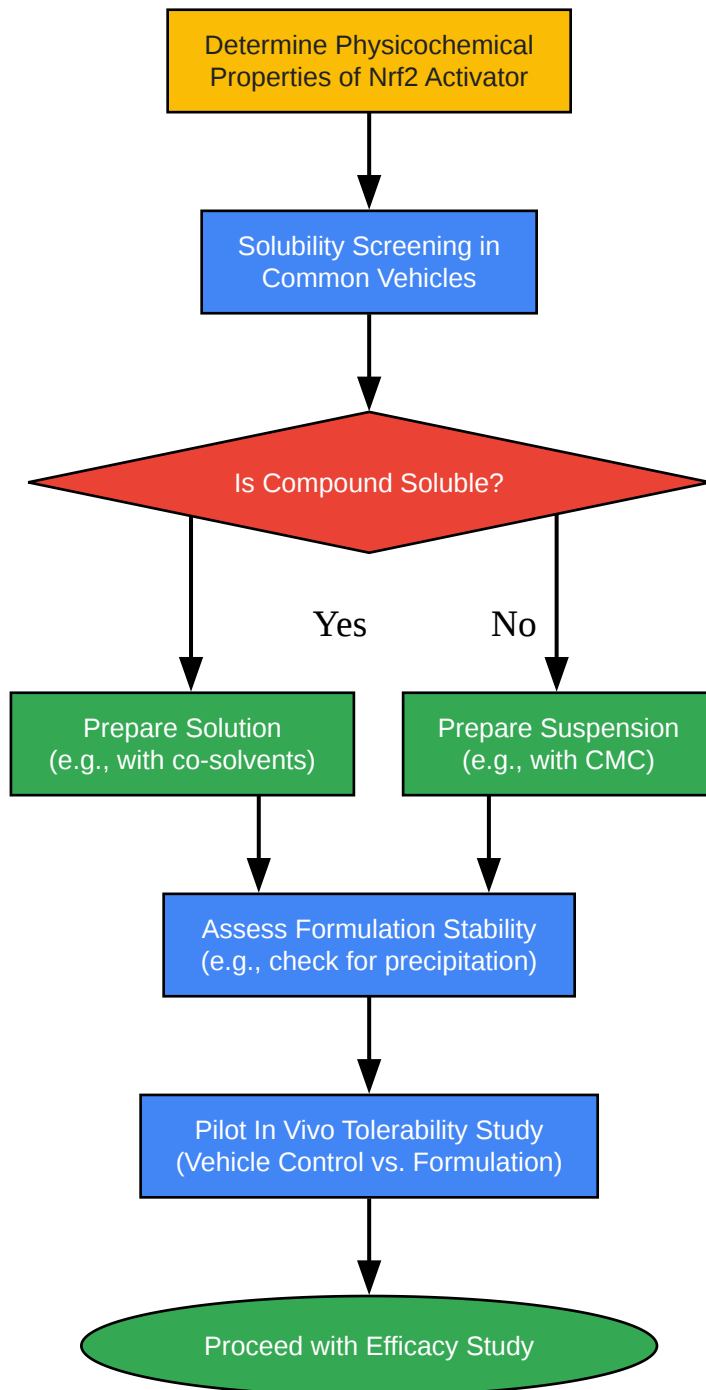 Determine Physicochemical
Properties of Nrf2 Activator
Solubility Screening in
Common Vehicles
Is Compound Soluble?
Yes
No
Prepare Solution
(e.g., with co-solvents)
Prepare Suspension
(e.g., with CMC)
Assess Formulation Stability
(e.g., check for precipitation)
Pilot In Vivo Tolerability Study
(Vehicle Control vs. Formulation)
Proceed with Efficacy Study